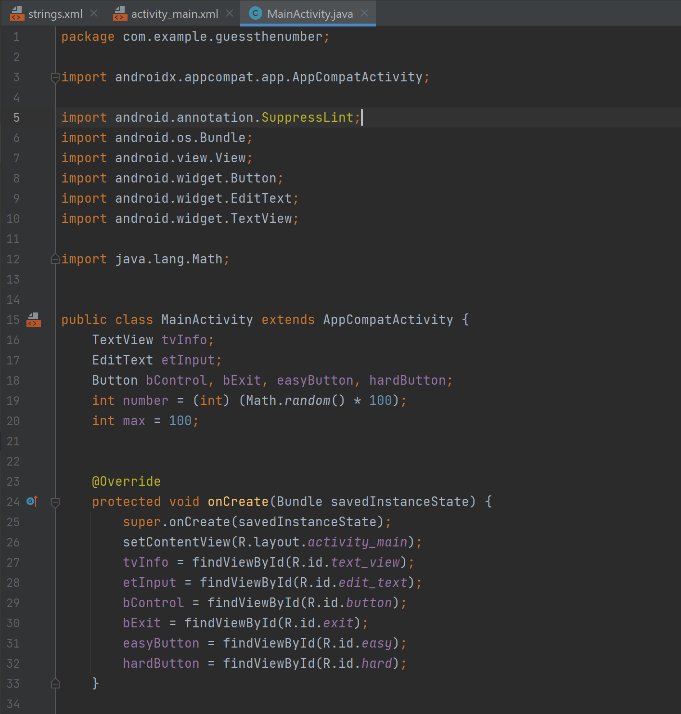 strings.xml
activity_main.xml
MainActivity.java
1 package com.example.guessthenumber;
2
3 import androidx.appcompat.app.AppCompatActivity;
4
5 import android.annotation.SuppressLint;
6 import android.os.Bundle;
7 import android.view.View;
8 import android.widget.Button;
9 import android.widget.EditText;
10 import android.widget.TextView;
11
12 import java.lang.Math;
13
14
15 public class MainActivity extends AppCompatActivity {
16     TextView tvInfo;
17     EditText etInput;
18     Button bControl, bExit, easyButton, hardButton;
19     int number = (int) (Math.random() * 100);
20     int max = 100;
21
22
23     @Override
24     protected void onCreate(Bundle savedInstanceState) {
25         super.onCreate(savedInstanceState);
26         setContentView(R.layout.activity_main);
27         tvInfo = findViewById(R.id.text_view);
28         etInput = findViewById(R.id.edit_text);
29         bControl = findViewById(R.id.button);
30         bExit = findViewById(R.id.exit);
31         easyButton = findViewById(R.id.easy);
32         hardButton = findViewById(R.id.hard);
33     }
34